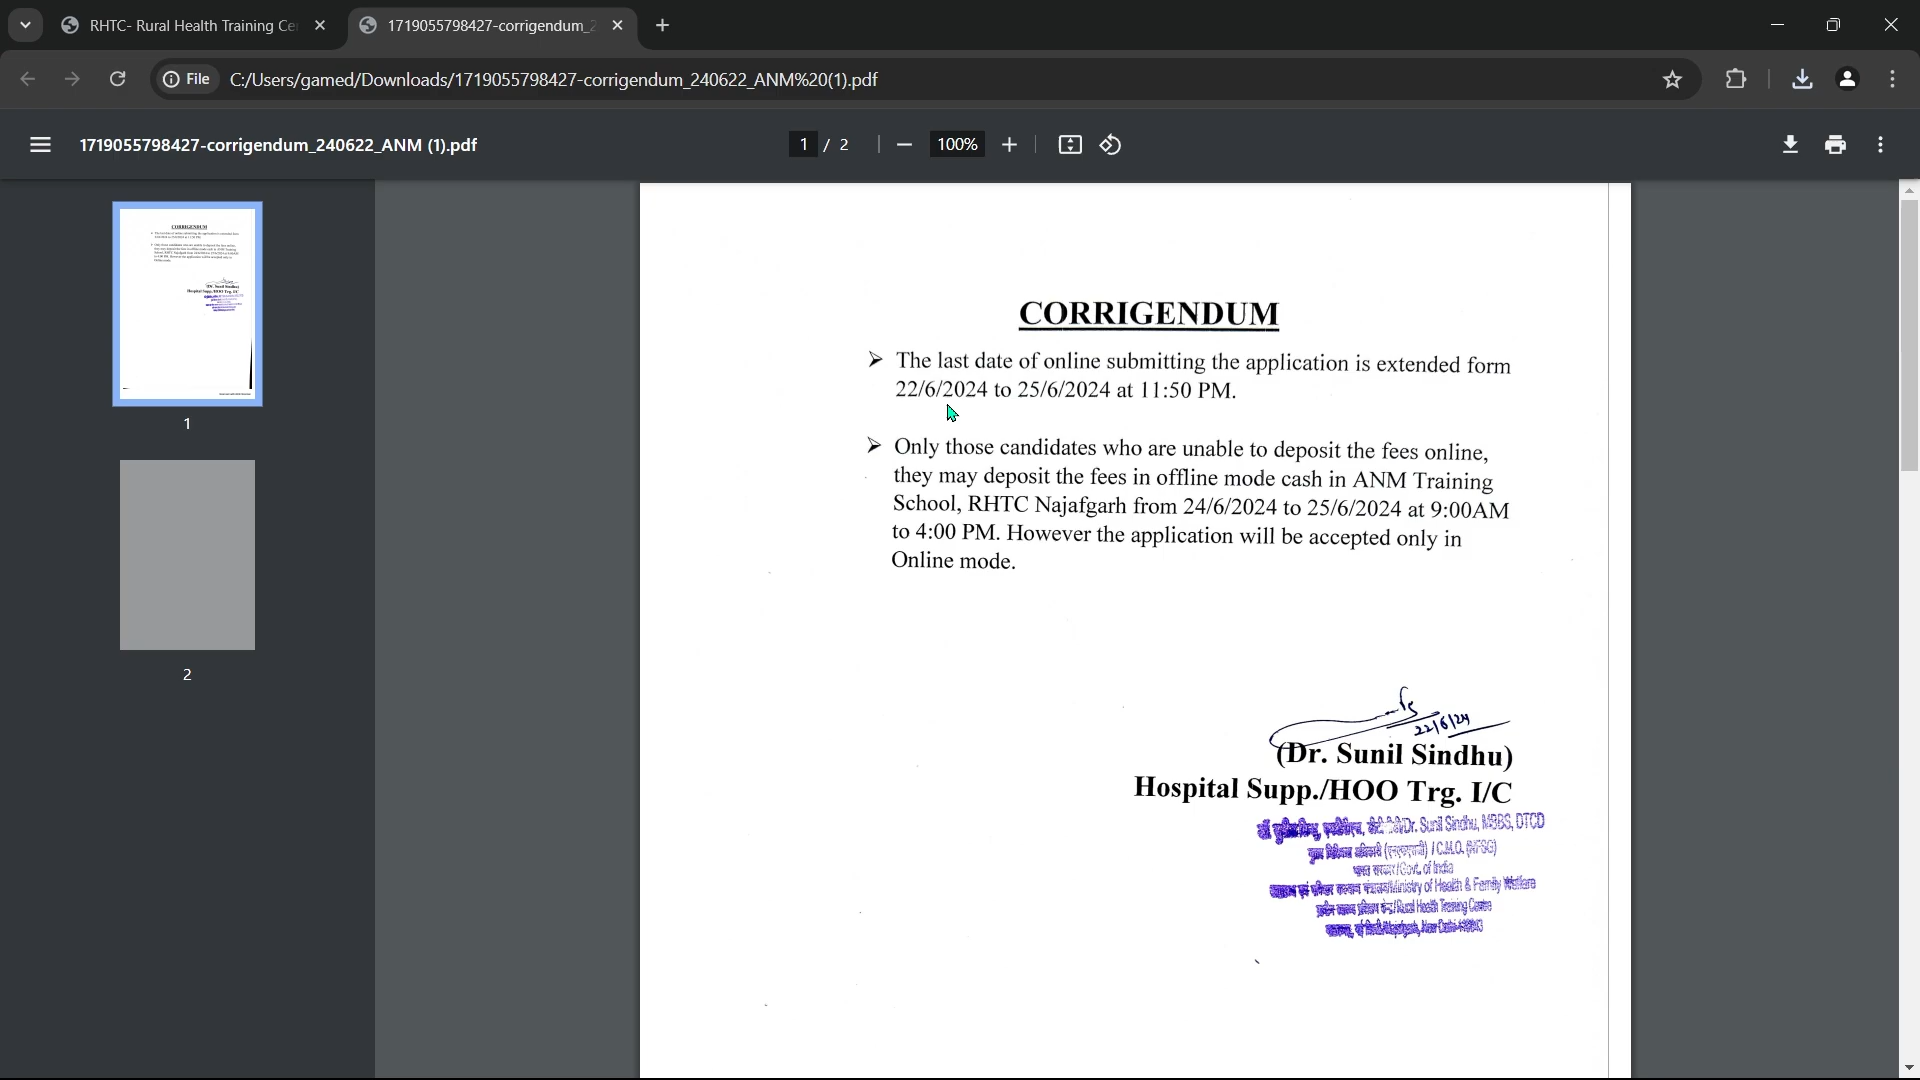 RHTC- Rural Health Training Ce
1719055798427-corrigendum_2
File
C:/Users/gamed/Downloads/1719055798427-corrigendum_240622_ANM%20(1).pdf
1719055798427-corrigendum_240622_ANM (1).pdf
1 / 2
100%
CORRIGENDUM
➢ The last date of online submitting the application is extended form
22/6/2024 to 25/6/2024 at 11:50 PM.
➢ Only those candidates who are unable to deposit the fees online,
they may deposit the fees in offline mode cash in ANM Training
School, RHTC Najafgarh from 24/6/2024 to 25/6/2024 at 9:00AM
to 4:00 PM. However the application will be accepted only in
Online mode.
22/6/24
(Dr. Sunil Sindhu)
Hospital Supp./HOO Trg. I/C
/Dr. Sunil Sindhu, MBBS, DTCD
/ C.M.O. (NFSG)
/Govt. of India
/Ministry of Health & Family Welfare
/Rural Health Training Centre
1
2